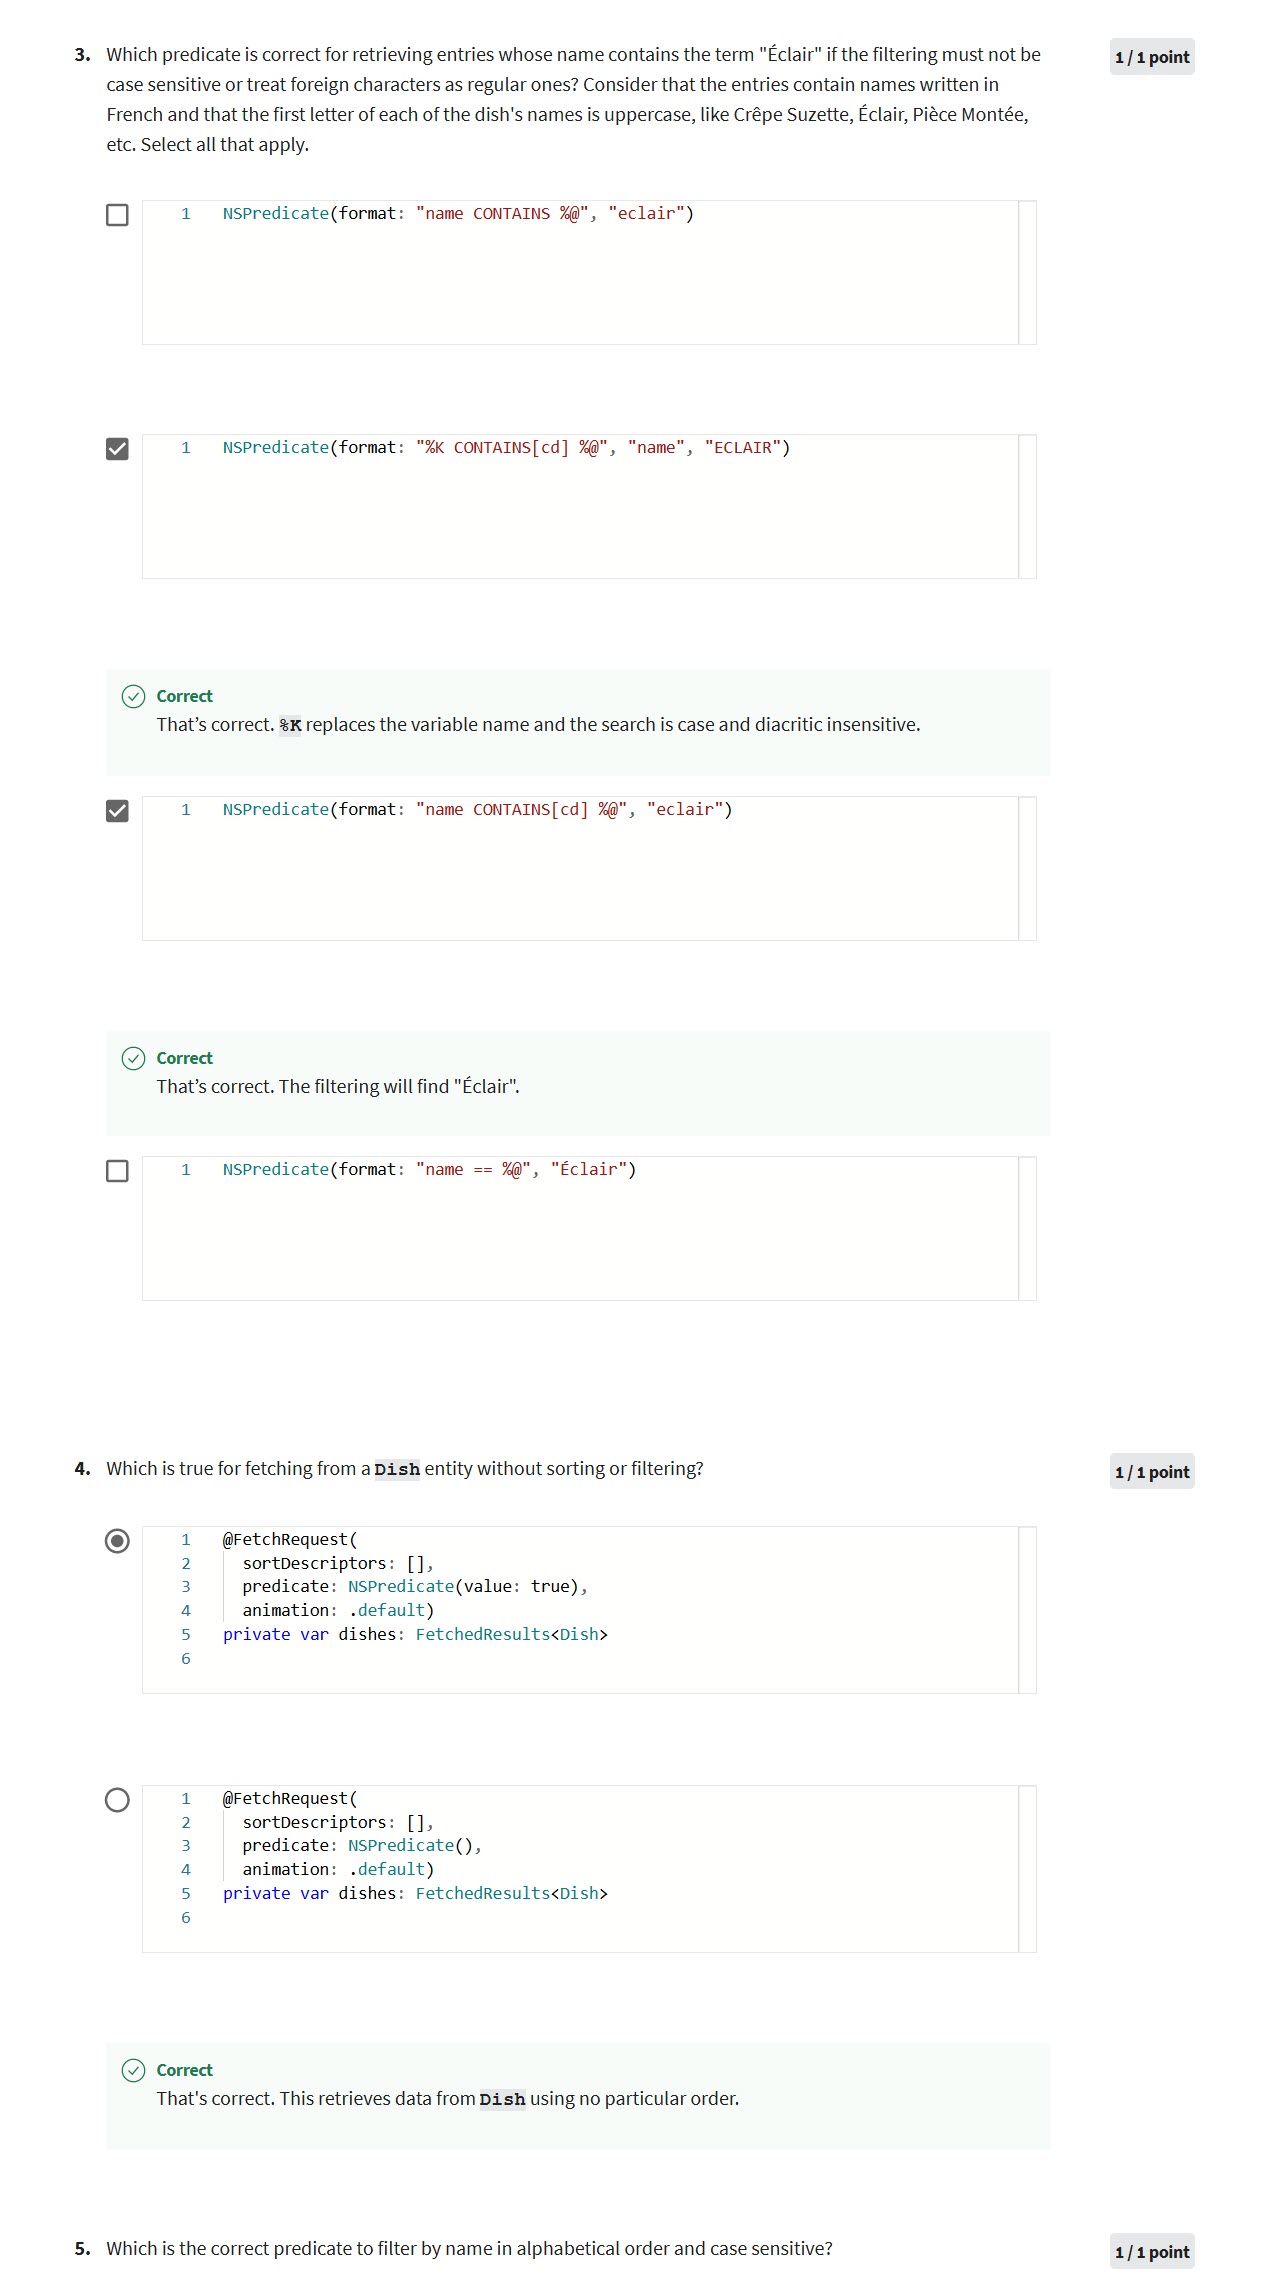 3. Which predicate is correct for retrieving entries whose name contains the term "Éclair" if the filtering must not be
1 / 1 point
case sensitive or treat foreign characters as regular ones? Consider that the entries contain names written in
French and that the first letter of each of the dish's names is uppercase, like Crêpe Suzette, Éclair, Pièce Montée,
etc. Select all that apply.
1 NSPredicate(format: "name CONTAINS %@", "eclair")
1 NSPredicate(format: "%K CONTAINS[cd] %@", "name", "ECLAIR")
Correct
That’s correct. %K replaces the variable name and the search is case and diacritic insensitive.
1 NSPredicate(format: "name CONTAINS[cd] %@", "eclair")
Correct
That’s correct. The filtering will find "Éclair".
1 NSPredicate(format: "name == %@", "Éclair")
4. Which is true for fetching from a Dish entity without sorting or filtering?
1 / 1 point
1 @FetchRequest(
2 sortDescriptors: [],
3 predicate: NSPredicate(value: true),
4 animation: .default)
5 private var dishes: FetchedResults<Dish>
6
1 @FetchRequest(
2 sortDescriptors: [],
3 predicate: NSPredicate(),
4 animation: .default)
5 private var dishes: FetchedResults<Dish>
6
Correct
That's correct. This retrieves data from Dish using no particular order.
5. Which is the correct predicate to filter by name in alphabetical order and case sensitive?
1 / 1 point